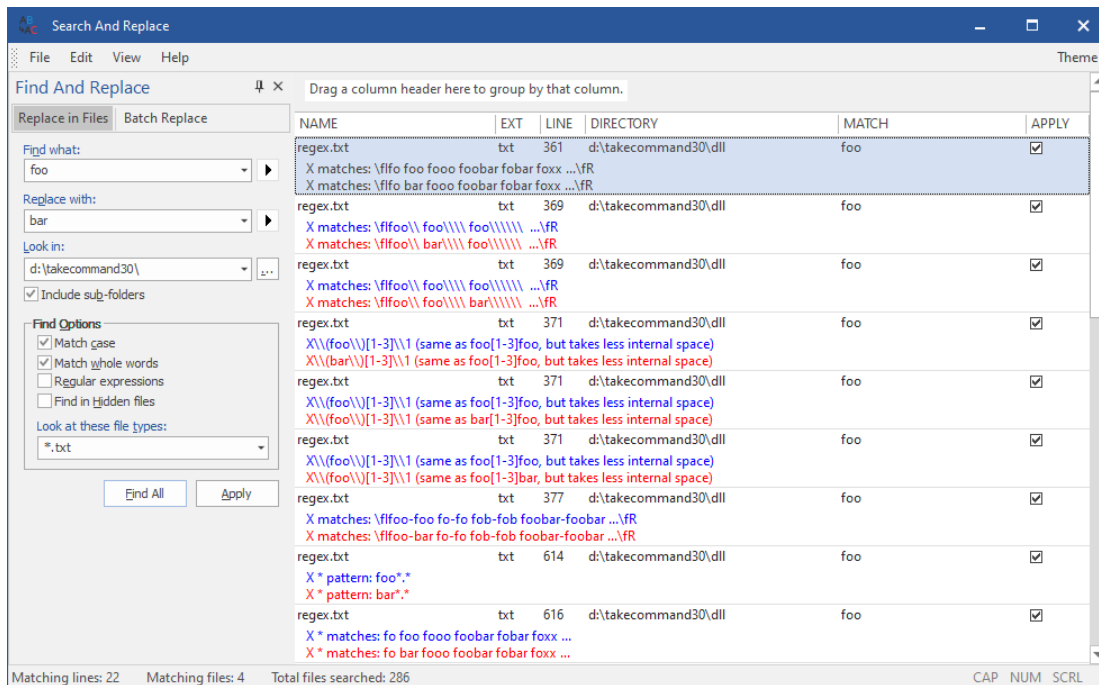 Search And Replace
File Edit View Help Theme
Find And Replace
Replace in Files Batch Replace
Find what:
foo
Replace with:
bar
Look in:
d:\takecommand30\
...
Include sub-folders
Find Options
Match case
Match whole words
Regular expressions
Find in Hidden files
Look at these file types:
*.txt
Find All Apply
Drag a column header here to group by that column.
NAME EXT LINE DIRECTORY MATCH APPLY
regex.txt txt 361 d:\takecommand30\dll foo
X matches: \flfo foo fooo foobar fobar foxx ...\fR
X matches: \flfo bar fooo foobar fobar foxx ...\fR
regex.txt txt 369 d:\takecommand30\dll foo
X matches: \flfoo\\ foo\\\\ foo\\\\\\ ...\fR
X matches: \flfoo\\ bar\\\\ foo\\\\\\ ...\fR
regex.txt txt 369 d:\takecommand30\dll foo
X matches: \flfoo\\ foo\\\\ foo\\\\\\ ...\fR
X matches: \flfoo\\ foo\\\\ bar\\\\\\ ...\fR
regex.txt txt 371 d:\takecommand30\dll foo
X\\(foo\\)[1-3]\\1 (same as foo[1-3]foo, but takes less internal space)
X\\(bar\\)[1-3]\\1 (same as foo[1-3]foo, but takes less internal space)
regex.txt txt 371 d:\takecommand30\dll foo
X\\(foo\\)[1-3]\\1 (same as foo[1-3]foo, but takes less internal space)
X\\(foo\\)[1-3]\\1 (same as bar[1-3]foo, but takes less internal space)
regex.txt txt 371 d:\takecommand30\dll foo
X\\(foo\\)[1-3]\\1 (same as foo[1-3]foo, but takes less internal space)
X\\(foo\\)[1-3]\\1 (same as foo[1-3]bar, but takes less internal space)
regex.txt txt 377 d:\takecommand30\dll foo
X matches: \flfoo-foo fo-fo fob-fob foobar-foobar ...\fR
X matches: \flfoo-bar fo-fo fob-fob foobar-foobar ...\fR
regex.txt txt 614 d:\takecommand30\dll foo
X * pattern: foo*.*
X * pattern: bar*.*
regex.txt txt 616 d:\takecommand30\dll foo
X * matches: fo foo fooo foobar fobar foxx ...
X * matches: fo bar fooo foobar fobar foxx ...
Matching lines: 22 Matching files: 4 Total files searched: 286 CAP NUM SCRL